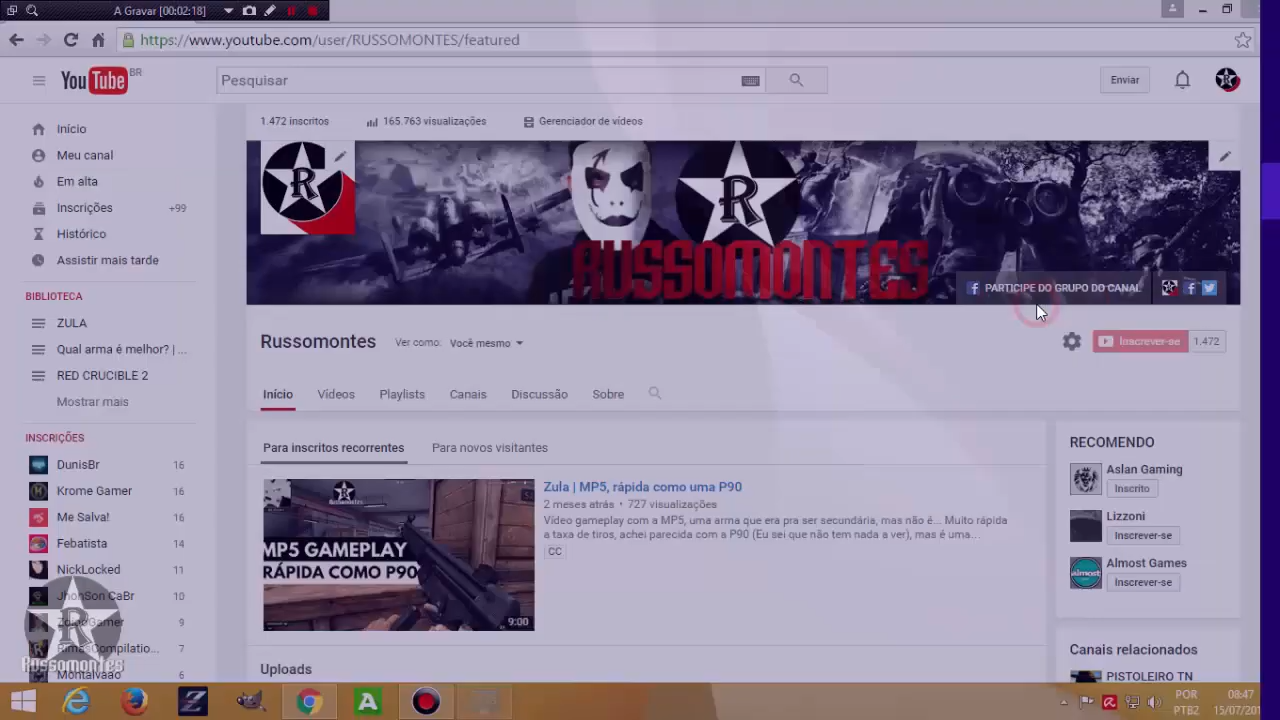 A Gravar [00:02:18]
https://www.youtube.com/user/RUSSOMONTES/featured
YouTube BR
Pesquisar
Enviar
1.472 inscritos
165.763 visualizações
Gerenciador de vídeos
Início
Meu canal
Em alta
Inscrições +99
Histórico
Assistir mais tarde
BIBLIOTECA
ZULA
Qual arma é melhor? | ...
RED CRUCIBLE 2
Mostrar mais
INSCRIÇÕES
DunisBr 16
Krome Gamer 16
Me Salva! 16
Febatista 14
NickLocked 11
JhonSon CaBr 10
9
RimasCompilatio... 7
Montalvaão
Russomontes
R
R
RUSSOMONTES
PARTICIPE DO GRUPO DO CANAL
Russomontes
Ver como: Você mesmo
Inscrever-se 1.472
Início Vídeos Playlists Canais Discussão Sobre
Para inscritos recorrentes Para novos visitantes
MP5 GAMEPLAY
RÁPIDA COMO P90
9:00
Zula | MP5, rápida como uma P90
2 meses atrás • 727 visualizações
Vídeo gameplay com a MP5, uma arma que era pra ser secundária, mas não é... Muito rápida
a taxa de tiros, achei parecida com a P90 (Eu sei que não tem nada a ver), mas é uma...
CC
Uploads
RECOMENDO
Aslan Gaming
Inscrito
Lizzoni
Inscrever-se
almost
Almost Games
Inscrever-se
Canais relacionados
PISTOLEIRO TN
POR
PTB2
08:47
15/07/201